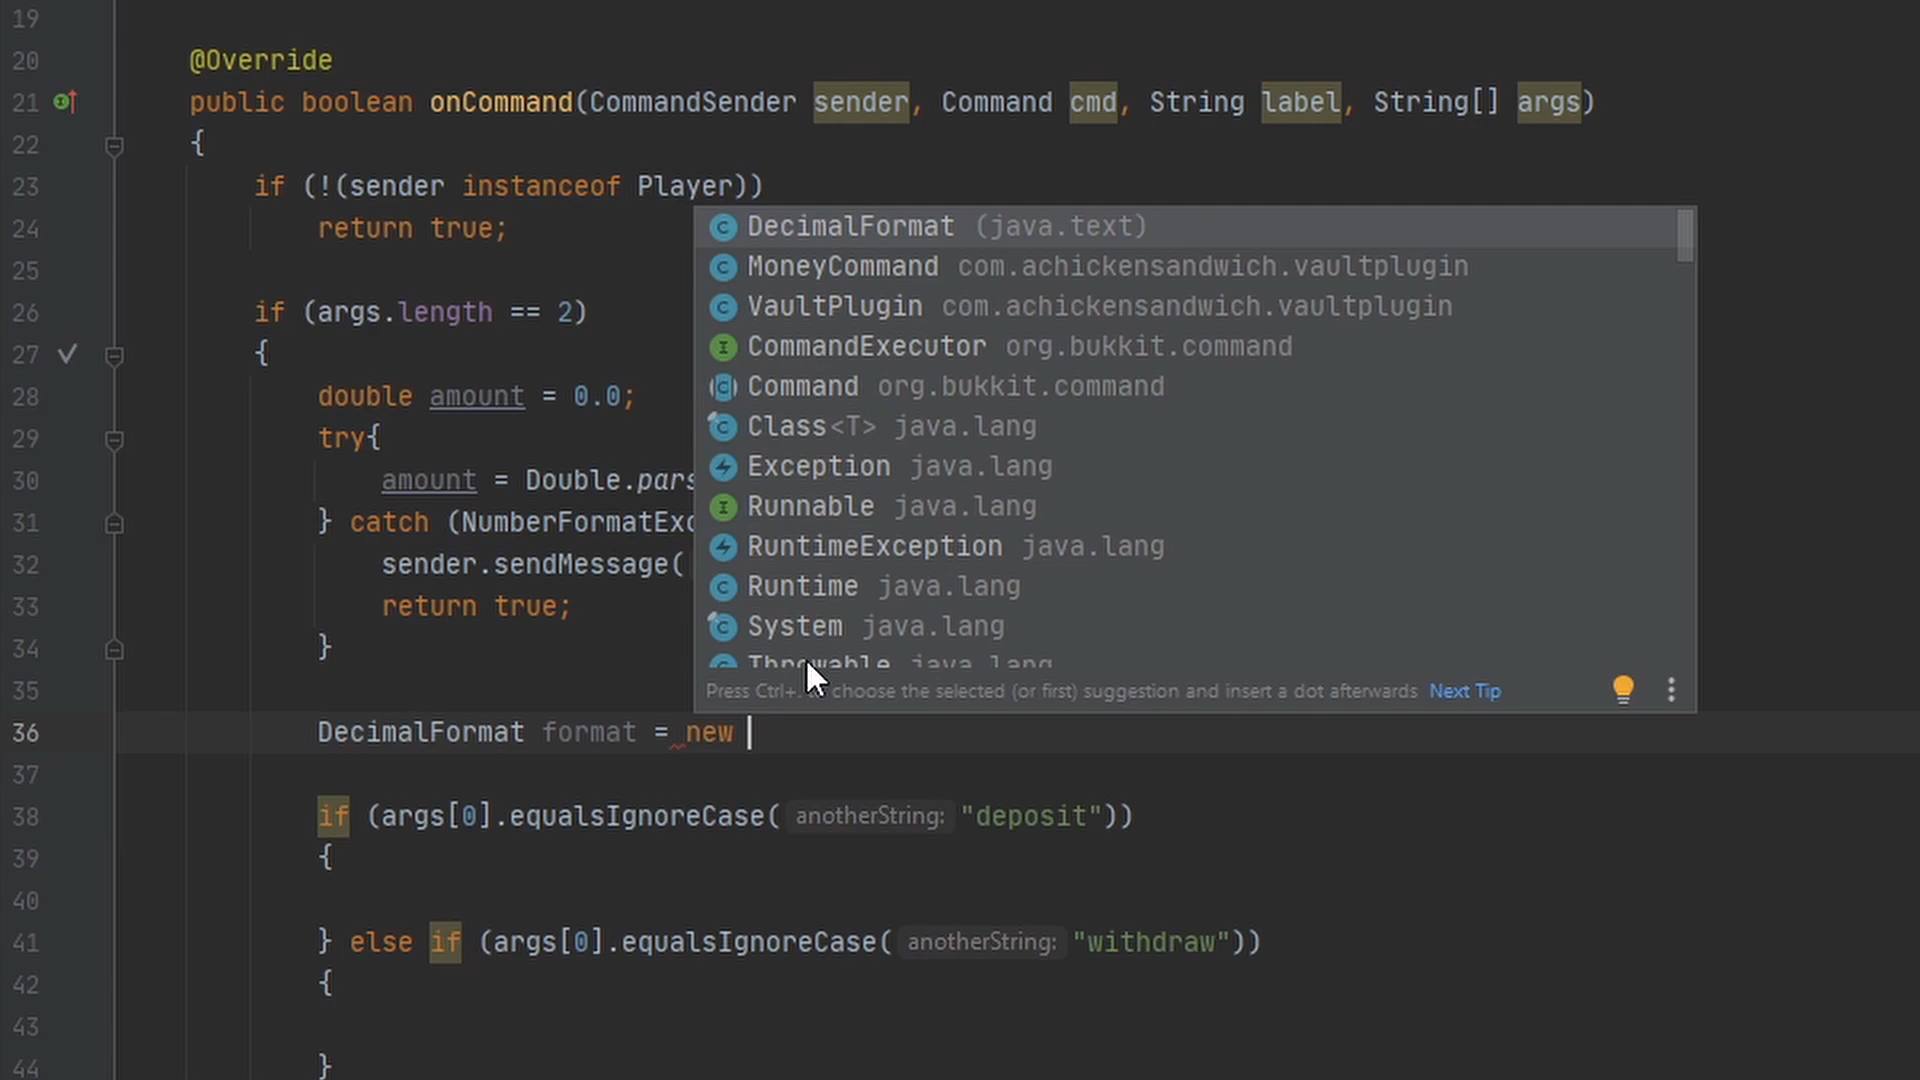 19
20 @Override
21 public boolean onCommand(CommandSender sender, Command cmd, String label, String[] args)
22 {
23 if (!(sender instanceof Player))
24 return true;
25
26 if (args.length == 2)
27 {
28 double amount = 0.0;
29 try{
30 amount = Double.pars
31 } catch (NumberFormatExc
32 sender.sendMessage(
33 return true;
34 }
35
36 DecimalFormat format = new
37
38 if (args[0].equalsIgnoreCase( anotherString: "deposit"))
39 {
40
41 } else if (args[0].equalsIgnoreCase( anotherString: "withdraw"))
42 {
43
44 }
DecimalFormat (java.text)
MoneyCommand com.achickensandwich.vaultplugin
VaultPlugin com.achickensandwich.vaultplugin
CommandExecutor org.bukkit.command
Command org.bukkit.command
Class<T> java.lang
Exception java.lang
Runnable java.lang
RuntimeException java.lang
Runtime java.lang
System java.lang
Throwable java.lang
Press Ctrl+. to choose the selected (or first) suggestion and insert a dot afterwards Next Tip